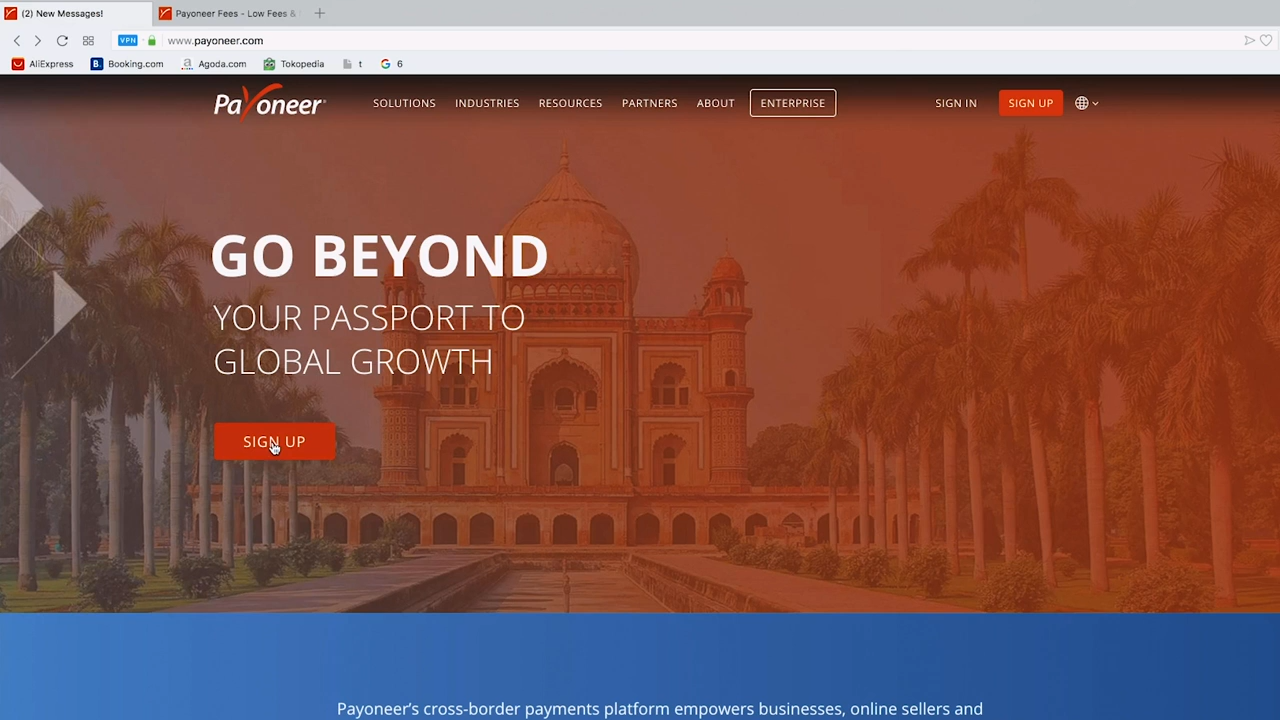 (2) New Messages!
Payoneer Fees - Low Fees &
VPN
www.payoneer.com
AliExpress
B. Booking.com
a Agoda.com
Tokopedia
t
G 6
Payoneer
SOLUTIONS
INDUSTRIES
RESOURCES
PARTNERS
ABOUT
ENTERPRISE
SIGN IN
SIGN UP
GO BEYOND
YOUR PASSPORT TO
GLOBAL GROWTH
SIGN UP
Payoneer's cross-border payments platform empowers businesses, online sellers and